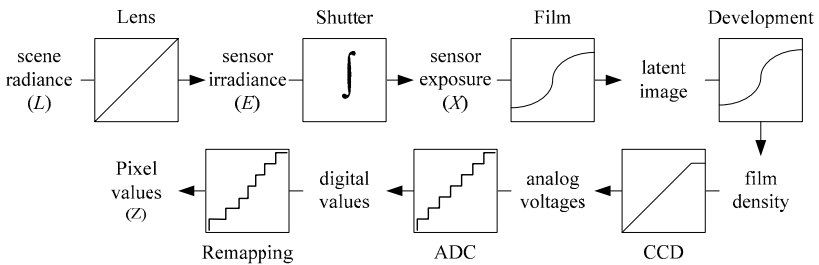 Lens
Shutter
Film
Development
scene
radiance
(L)
sensor
irradiance
(E)
sensor
exposure
(X)
latent
image
film
density
analog
voltages
digital
values
Pixel
values
(Z)
CCD
ADC
Remapping